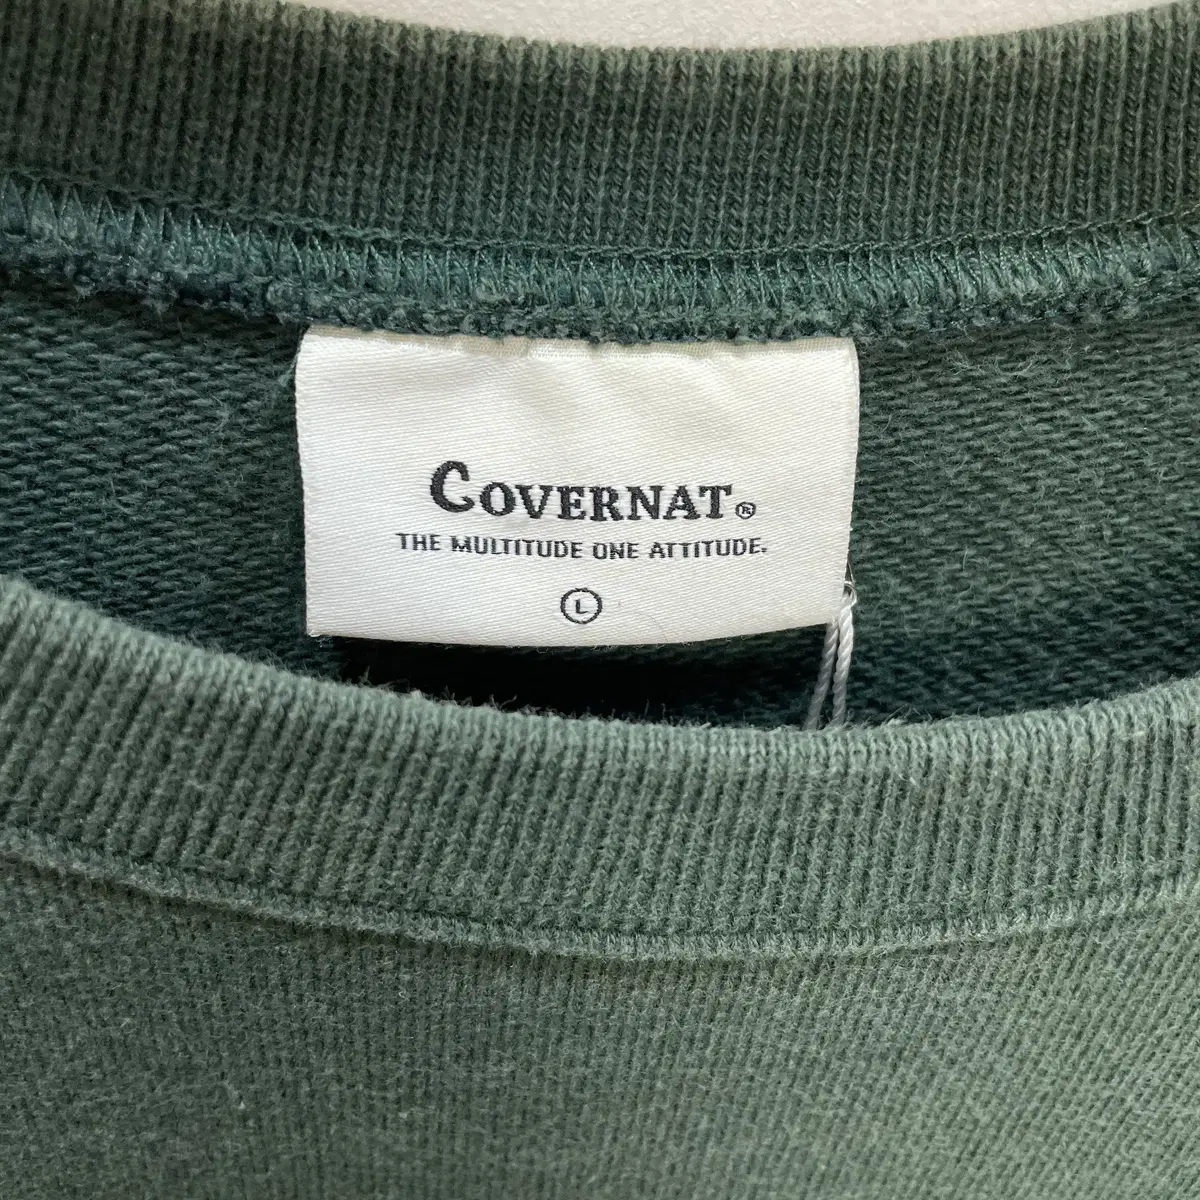 COVERNAT®
THE MULTITUDE ONE ATTITUDE.
L